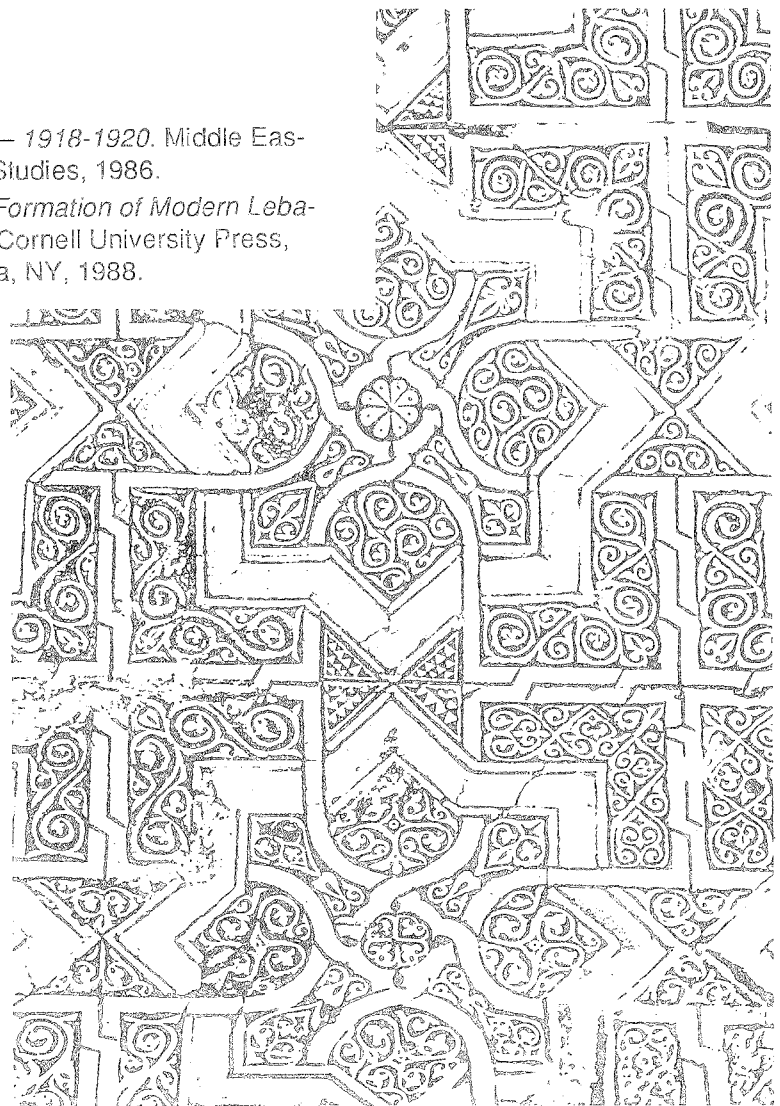 – 1918-1920. Middle Eas-
Studies, 1986.
Formation of Modern Leba-
Cornell University Press,
a, NY, 1988.